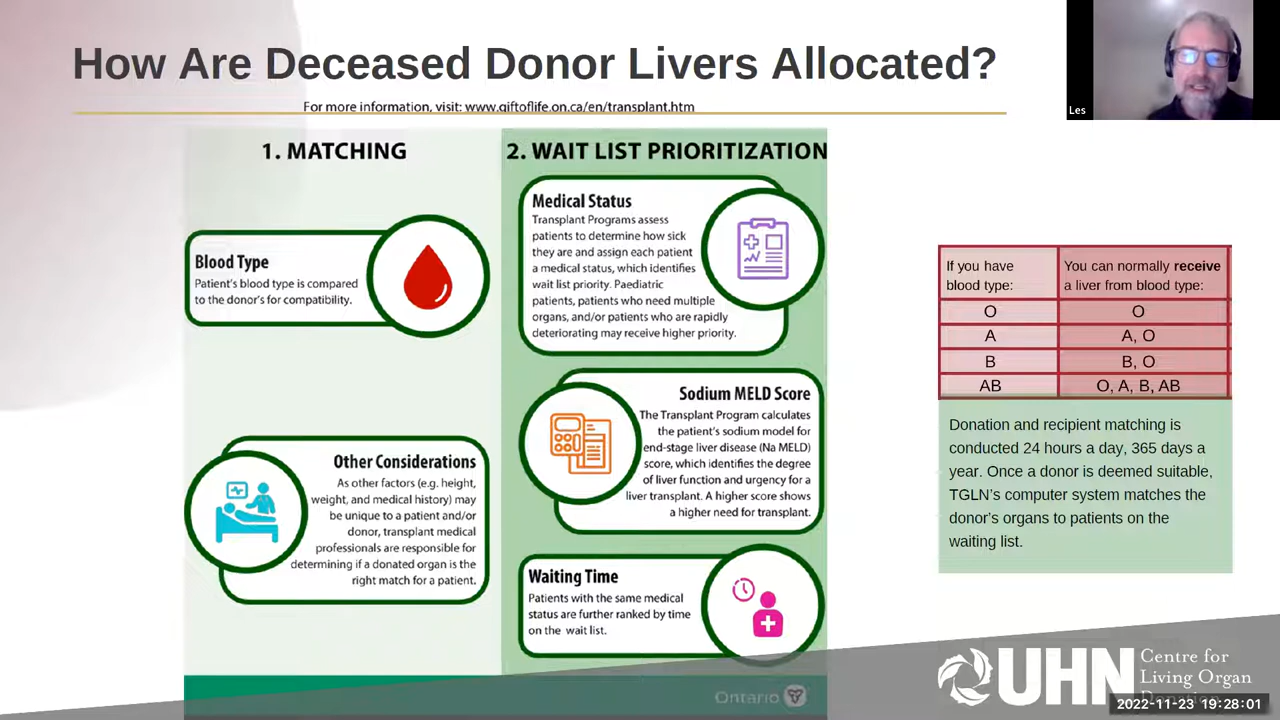 How Are Deceased Donor Livers Allocated?
For more information, visit: www.giftoflife.on.ca/en/transplant.htm
Les
1. MATCHING
Blood Type
Patient's blood type is compared
to the donor's for compatibility.
Other Considerations
As other factors (e.g. height,
weight, and medical history) may
be unique to a patient and/or
donor, transplant medical
professionals are responsible for
determining if a donated organ is the
right match for a patient.
2. WAIT LIST PRIORITIZATION
Medical Status
Transplant Programs assess
patients to determine how sick
they are and assign each patient
a medical status, which identifies
wait list priority. Paediatric
patients, patients who need multiple
organs, and/or patients who are rapidly
deteriorating may receive higher priority.
Sodium MELD Score
The Transplant Program calculates
the patient's sodium model for
end-stage liver disease (Na MELD)
score, which identifies the degree
of liver function and urgency for a
liver transplant. A higher score shows
a higher need for transplant.
Waiting Time
Patients with the same medical
status are further ranked by time
on the wait list.
Ontario
If you have
blood type:
You can normally receive
a liver from blood type:
O
O
A
A, O
B
B, O
AB
O, A, B, AB
Donation and recipient matching is
conducted 24 hours a day, 365 days a
year. Once a donor is deemed suitable,
TGLN's computer system matches the
donor's organs to patients on the
waiting list.
UHN
Centre for
Living Organ
Donation
2022-11-23 19:28:01